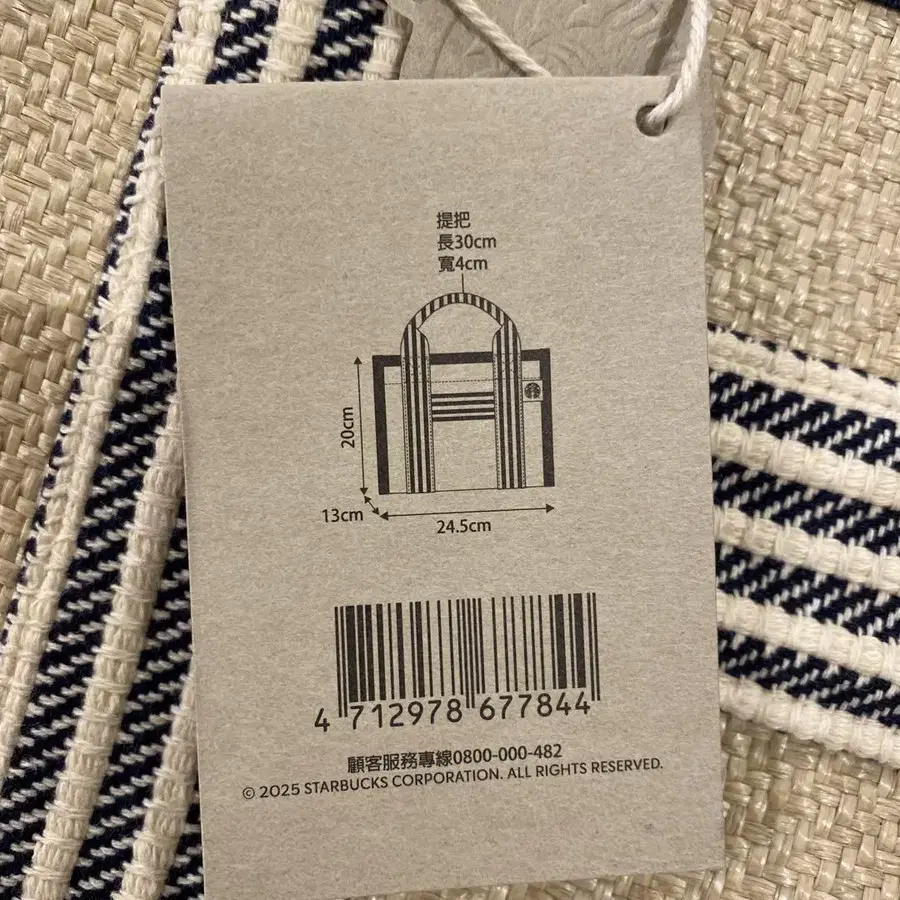 提把
長30cm
寬4cm
20cm
13cm
24.5cm
4 712978 677844
顧客服務專線0800-000-482
© 2025 STARBUCKS CORPORATION. ALL RIGHTS RESERVED.